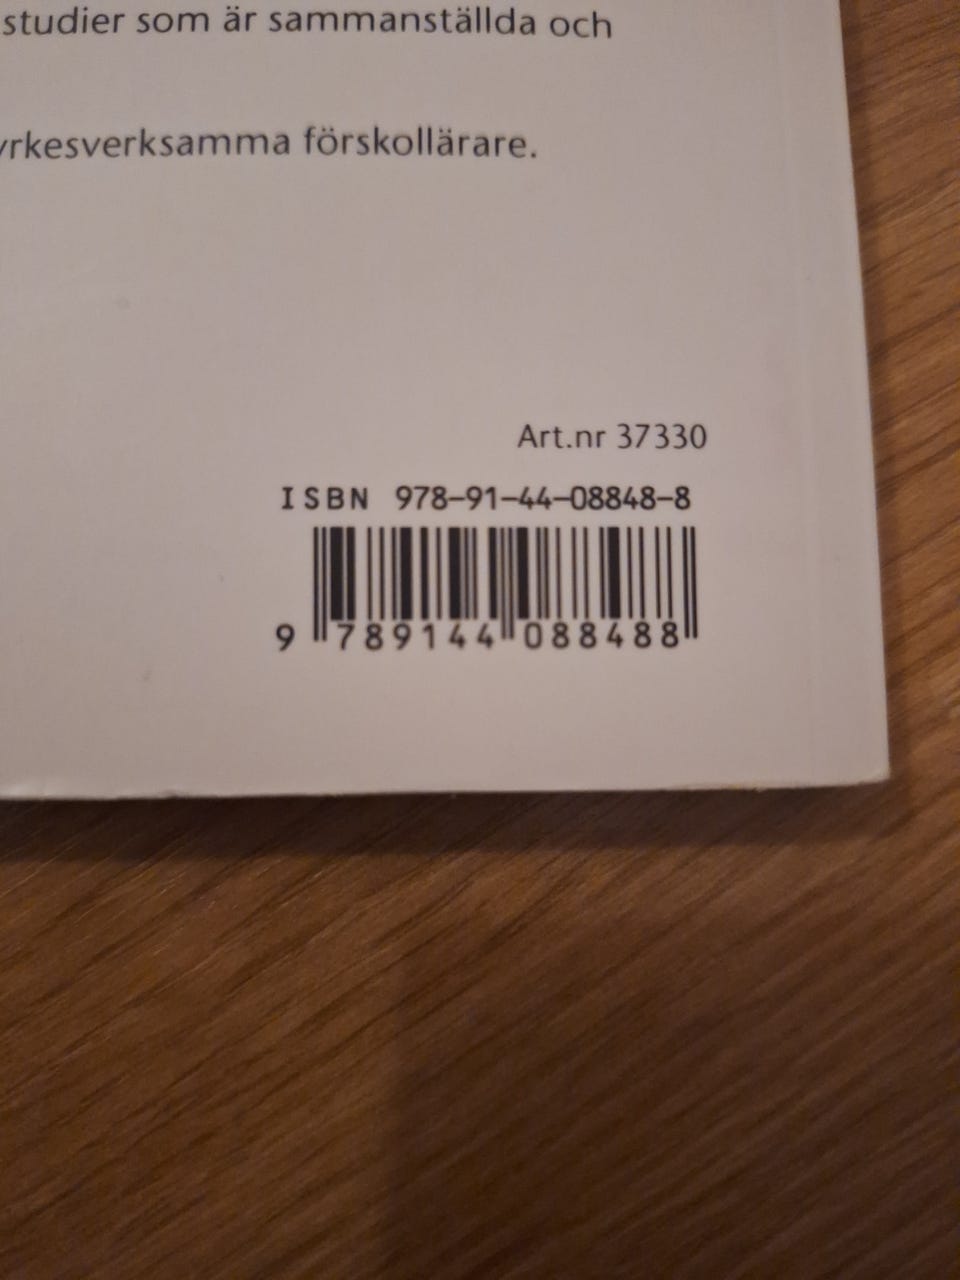 studier som är sammanställda och
yrkesverksamma förskollärare.
Art.nr 37330
ISBN 978-91-44-08848-8
9 789144 088488